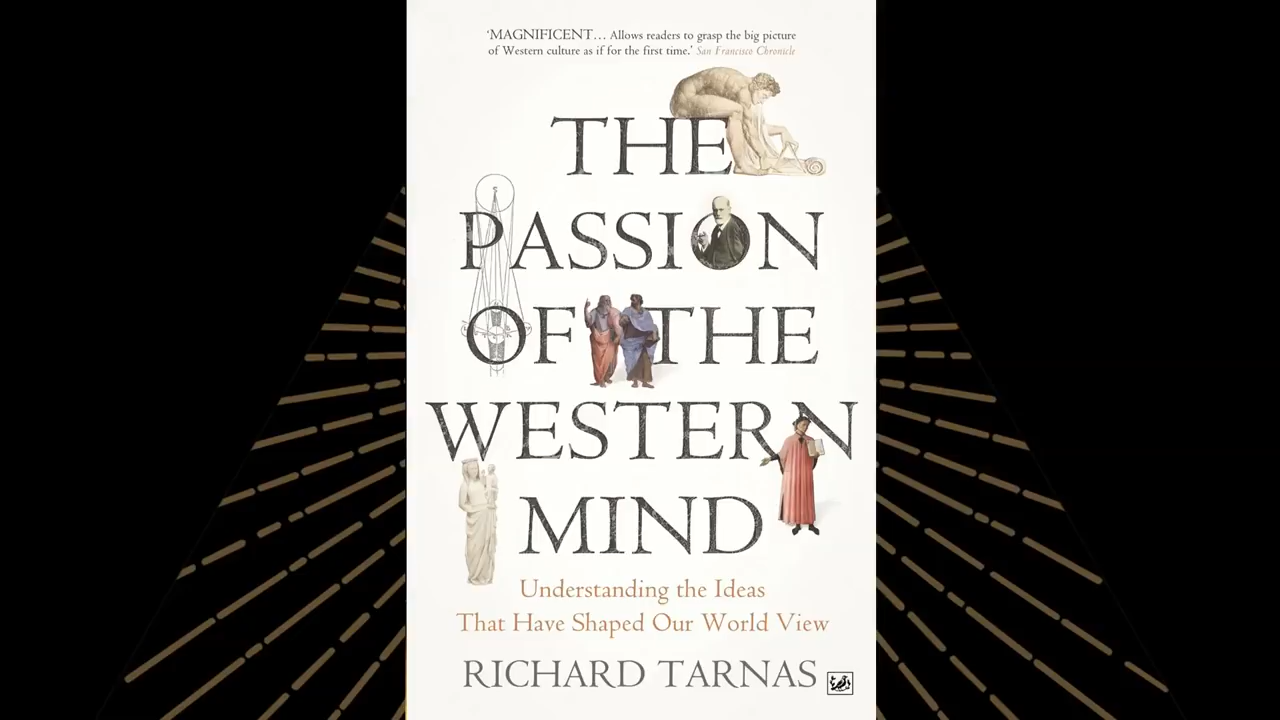 ‘MAGNIFICENT... Allows readers to grasp the big picture
of Western culture as if for the first time.’ San Francisco Chronicle
THE
PASSION
OF THE
WESTERN
MIND
Understanding the Ideas
That Have Shaped Our World View
RICHARD TARNAS